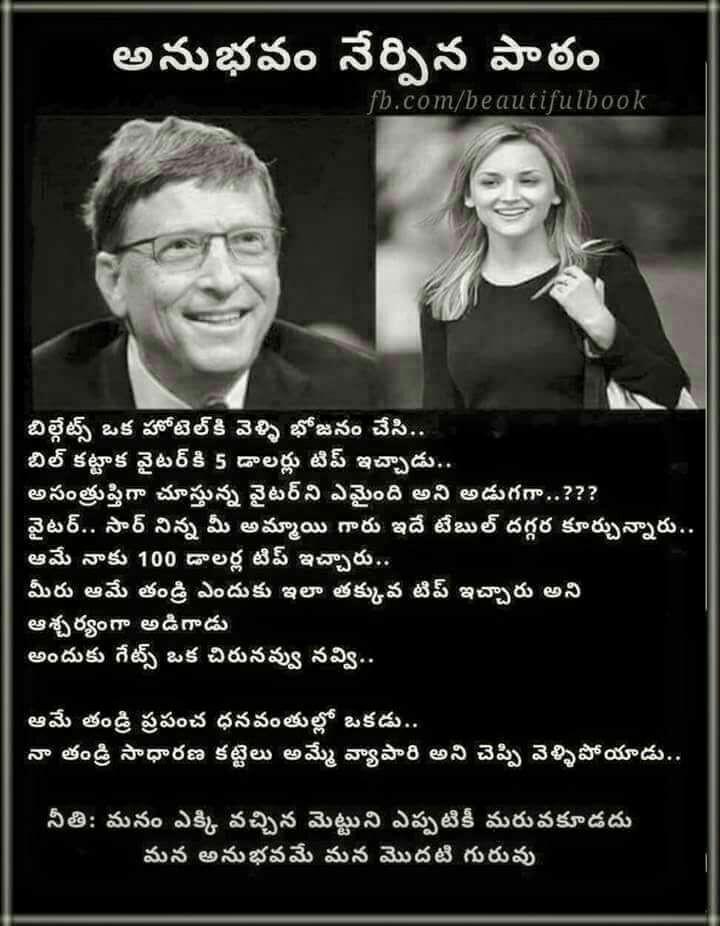 అనుభవం నేర్పిన పాఠం
fb.com/beautifulbook
బిల్గేట్స్ ఒక హోటెల్‌కి వెళ్ళి భోజనం చేసి..
బిల్ కట్టాక వైటర్‌కి 5 డాలర్లు టిప్ ఇచ్చాడు..
అసంతృప్తిగా చూస్తున్న వైటర్‌ని ఎమైంది అని అడుగగా..???
వైటర్.. సార్ నిన్న మీ అమ్మాయి గారు ఇదే టేబుల్ దగ్గర కూర్చున్నారు..
ఆమే నాకు 100 డాలర్ల టిప్ ఇచ్చారు..
మీరు ఆమే తండ్రి ఎందుకు ఇలా తక్కువ టిప్ ఇచ్చారు అని
ఆశ్చర్యంగా అడిగాడు
అందుకు గేట్స్ ఒక చిరునవ్వు నవ్వి..
ఆమే తండ్రి ప్రపంచ ధనవంతుల్లో ఒకడు..
నా తండ్రి సాధారణ కట్టెలు అమ్మే వ్యాపారి అని చెప్పి వెళ్ళిపోయాడు..
నీతి: మనం ఎక్కి వచ్చిన మెట్టుని ఎప్పటికీ మరువకూడదు
మన అనుభవమే మన మొదటి గురువు